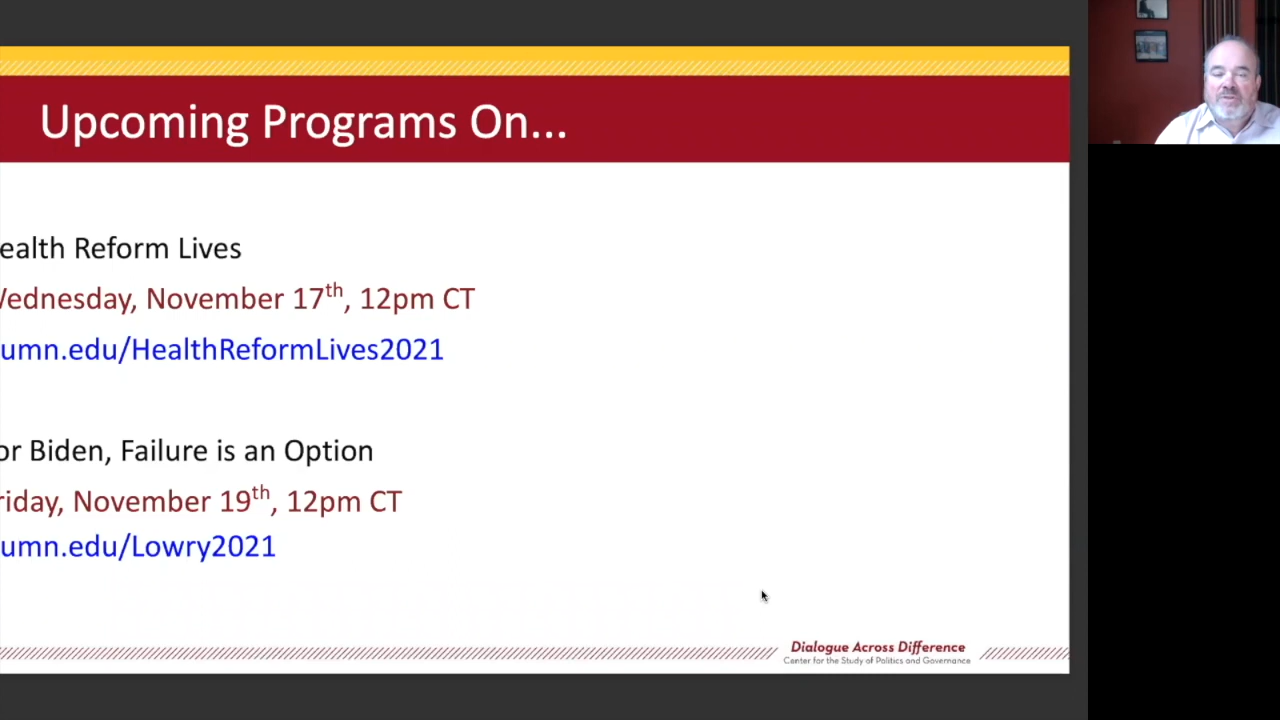 Upcoming Programs On...
ealth Reform Lives
Wednesday, November 17th, 12pm CT
umn.edu/HealthReformLives2021
or Biden, Failure is an Option
riday, November 19th, 12pm CT
umn.edu/Lowry2021
Dialogue Across Difference
Center for the Study of Politics and Governance